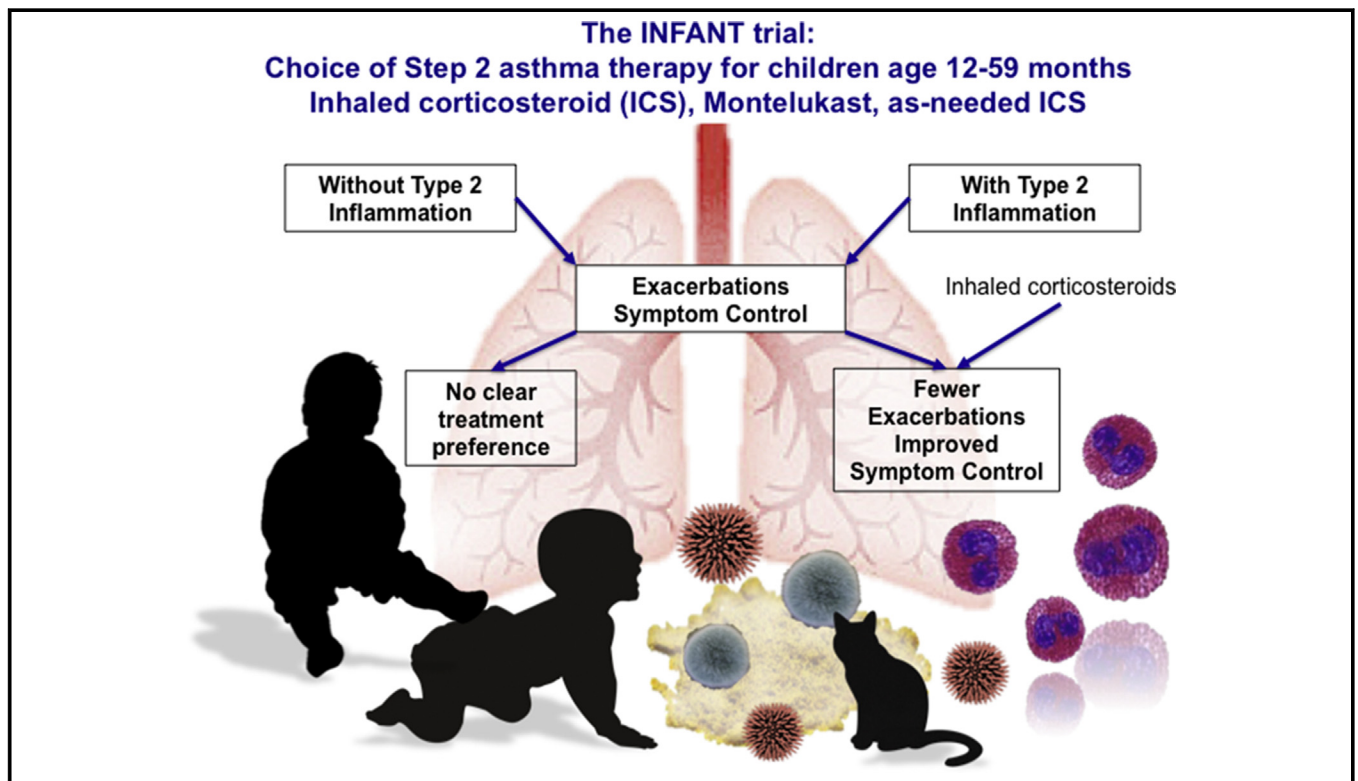 The INFANT trial:
Choice of Step 2 asthma therapy for children age 12-59 months
Inhaled corticosteroid (ICS), Montelukast, as-needed ICS
Without Type 2
Inflammation
With Type 2
Inflammation
Exacerbations
Symptom Control
Inhaled corticosteroids
No clear
treatment
preference
Fewer
Exacerbations
Improved
Symptom Control